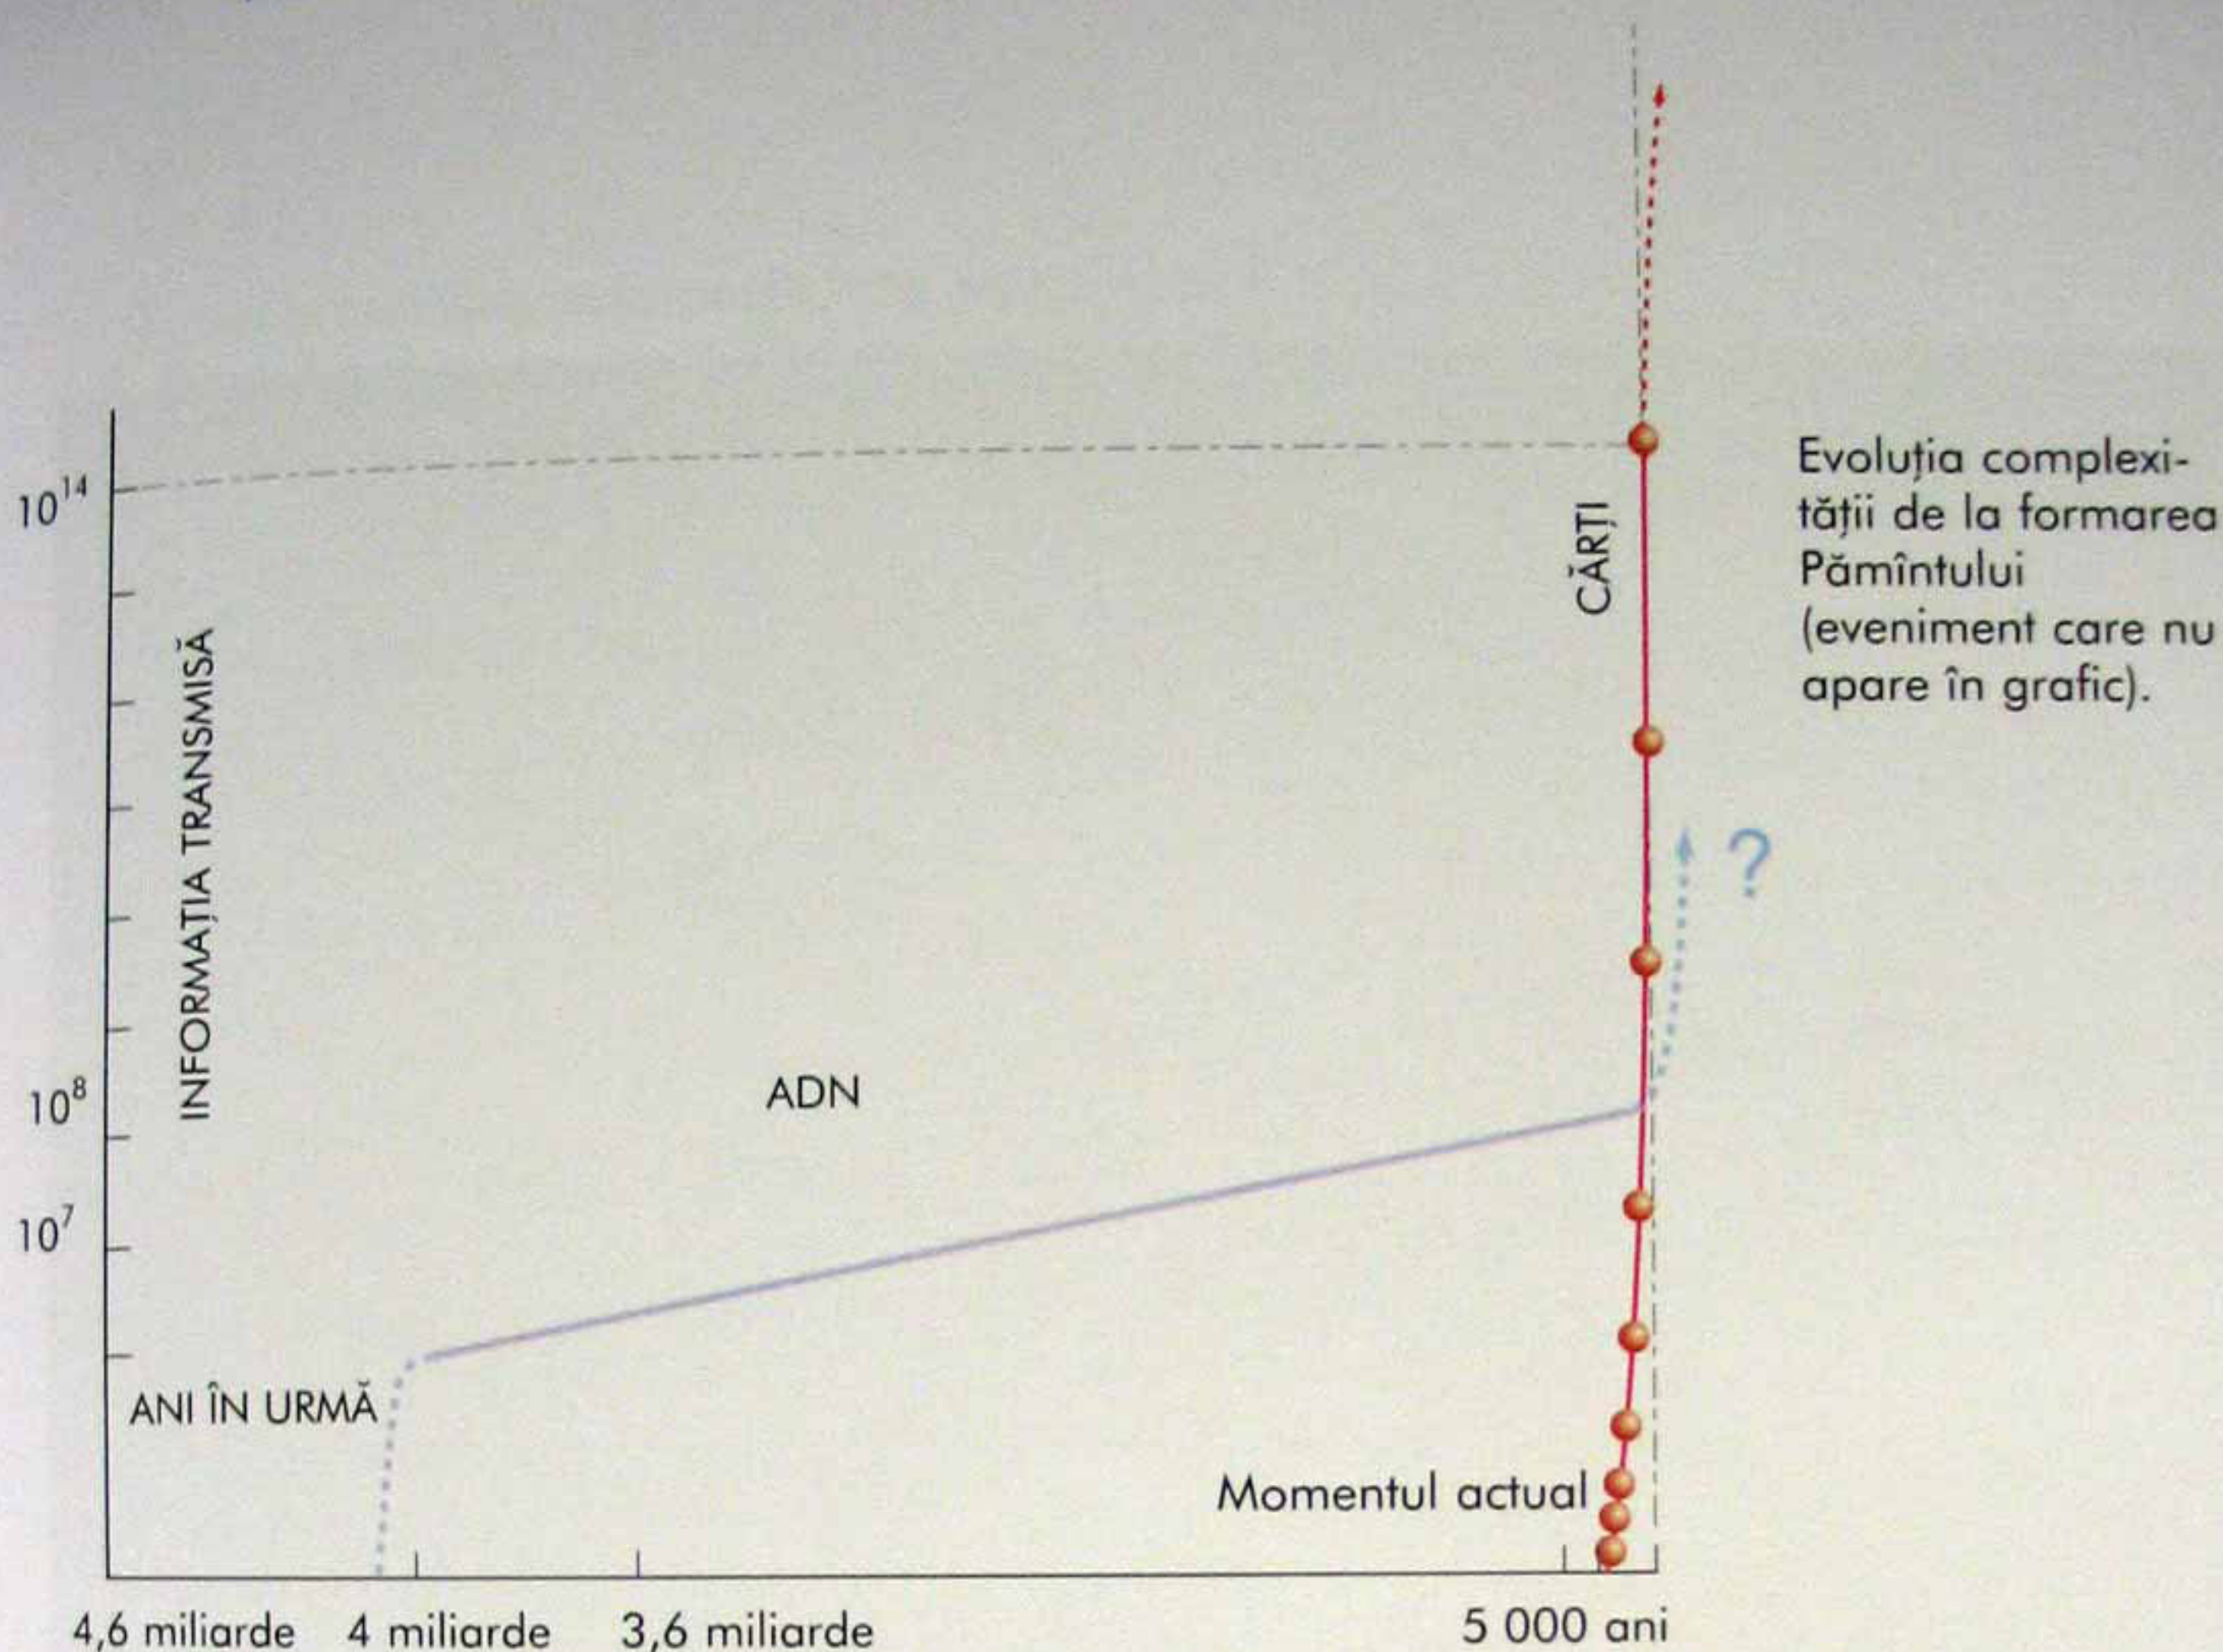 10¹⁴
INFORMAȚIA TRANSMISĂ
10⁸
10⁷
ADN
CĂRȚI
?
ANI ÎN URMĂ
Momentul actual
4,6 miliarde
4 miliarde
3,6 miliarde
5 000 ani
Evoluția complexi-
tății de la formarea
Pămîntului
(eveniment care nu
apare în grafic).